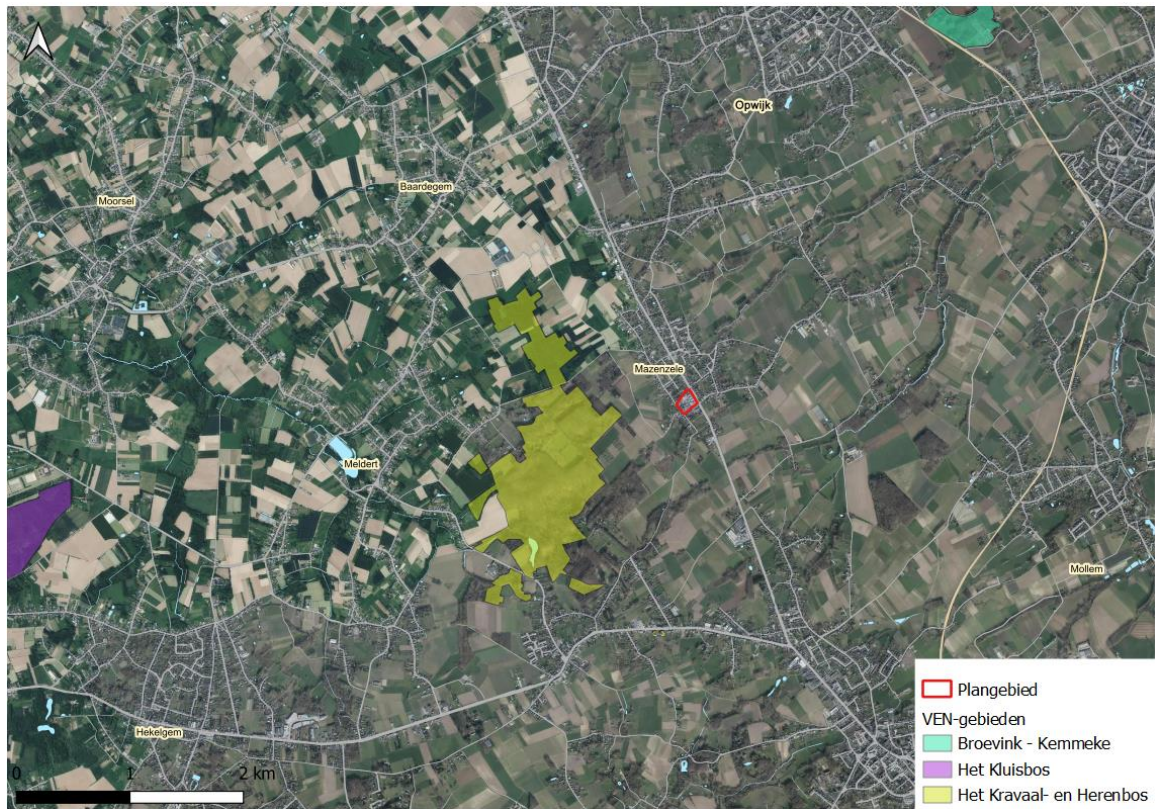 Opwijk
Baardegem
Moorsel
Mazenzele
Meldert
Mollem
Hekelgem
0 1 2 km
Plangebied
VEN-gebieden
Broevink - Kemmeke
Het Kluisbos
Het Kravaal- en Herenbos